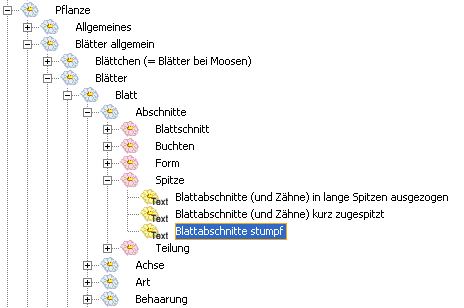 Pflanze
Allgemeines
Blätter allgemein
Blättchen (= Blätter bei Moosen)
Blätter
Blatt
Abschnitte
Blattschnitt
Buchten
Form
Spitze
Text Blattabschnitte (und Zähne) in lange Spitzen ausgezogen
Text Blattabschnitte (und Zähne) kurz zugespitzt
Text Blattabschnitte stumpf
Teilung
Achse
Art
Behaarung